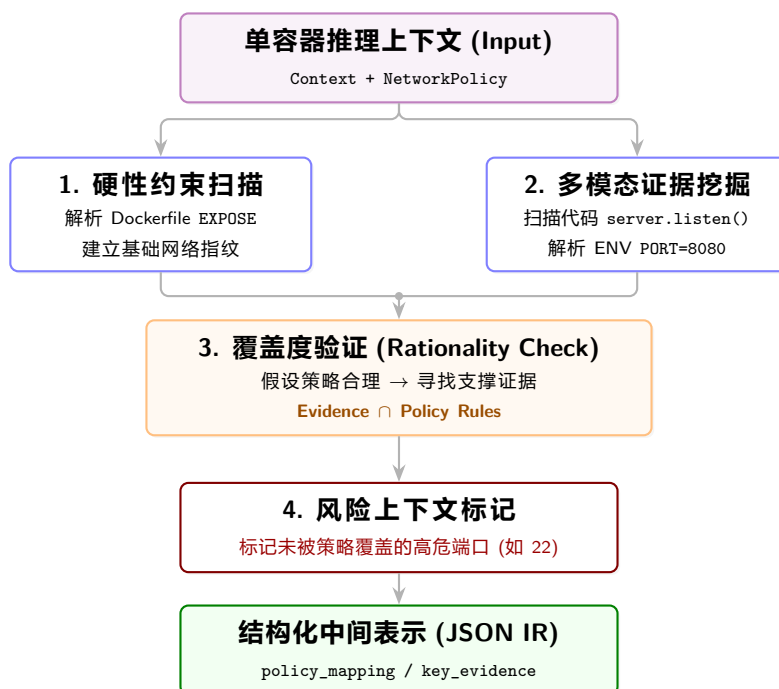 单容器推理上下文 (Input)
Context + NetworkPolicy
1. 硬性约束扫描
解析 Dockerfile EXPOSE
建立基础网络指纹
2. 多模态证据挖掘
扫描代码 server.listen()
解析 ENV PORT=8080
3. 覆盖度验证 (Rationality Check)
假设策略合理 → 寻找支撑证据
Evidence ∩ Policy Rules
4. 风险上下文标记
标记未被策略覆盖的高危端口 (如 22)
结构化中间表示 (JSON IR)
policy_mapping / key_evidence